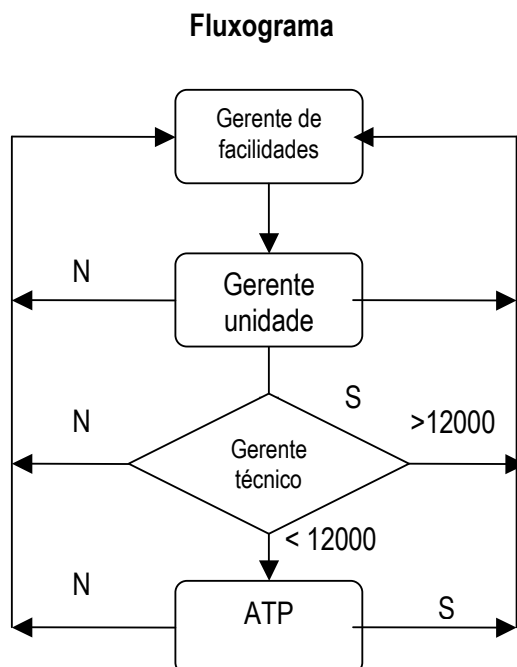 Fluxograma
Gerente de
facilidades
N
Gerente
unidade
S
N
>12000
Gerente
técnico
< 12000
N
ATP
S